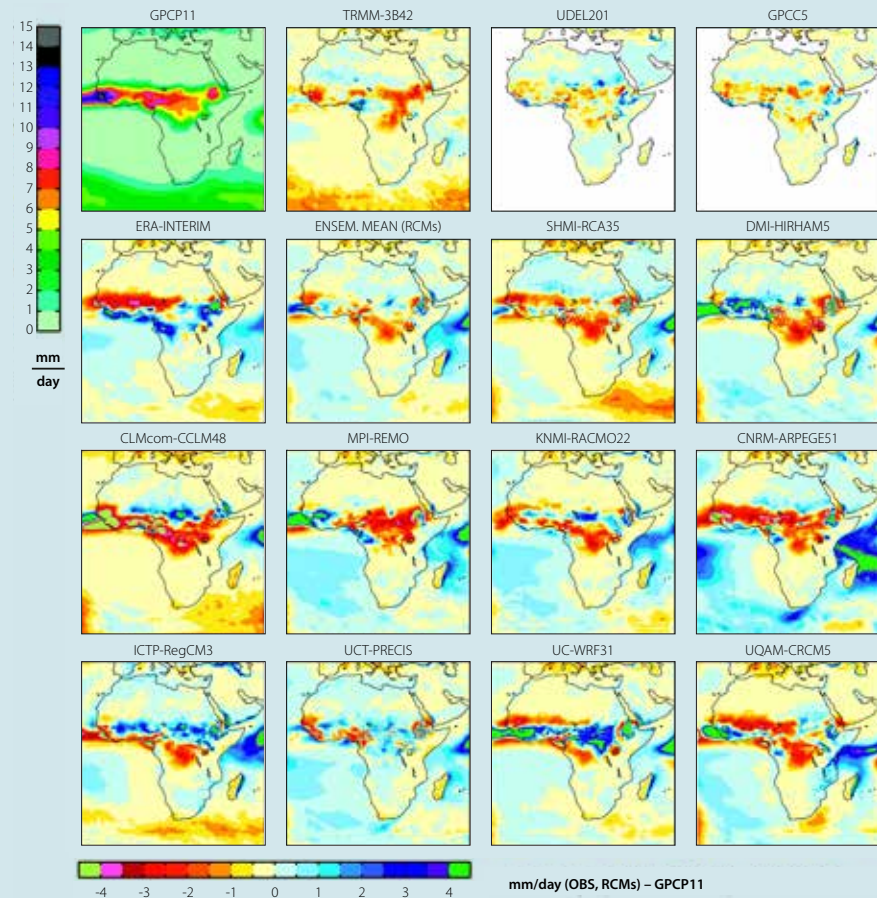 GPCP11 TRMM-3B42 UDEL201 GPCC5
15
14
13
12
11
10
9
8
7
6
5
4
3
2
1
0
mm
day
ERA-INTERIM ENSEM. MEAN (RCMs) SHMI-RCA35 DMI-HIRHAM5
CLMcom-CCLM48 MPI-REMO KNMI-RACMO22 CNRM-ARPEGE51
ICTP-RegCM3 UCT-PRECIS UC-WRF31 UQAM-CRCM5
-4 -3 -2 -1 0 1 2 3 4
mm/day (OBS, RCMs) – GPCP11